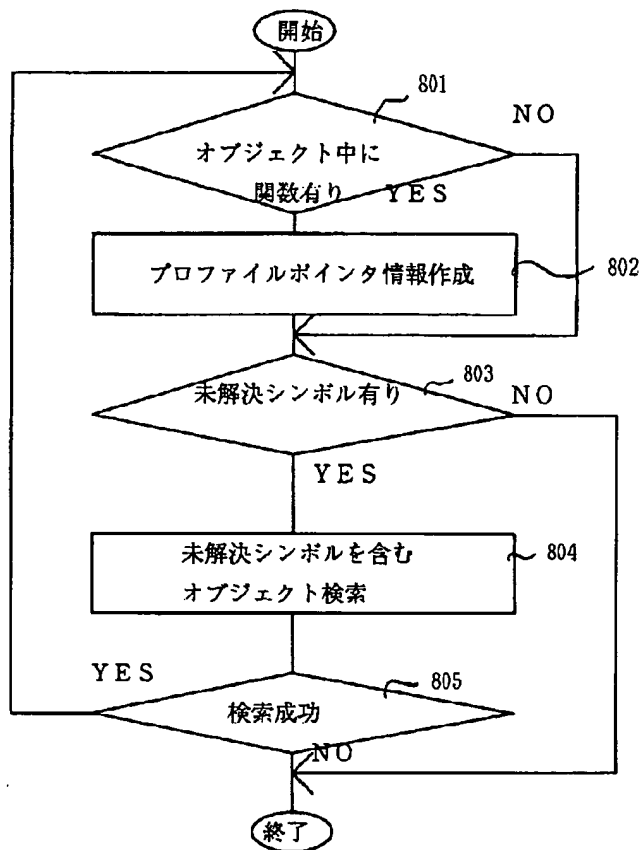 開始
801
NO
オブジェクト中に
関数有り
YES
プロファイルポインタ情報作成
802
803
未解決シンボル有り
NO
YES
未解決シンボルを含む
オブジェクト検索
804
YES
805
検索成功
NO
終了